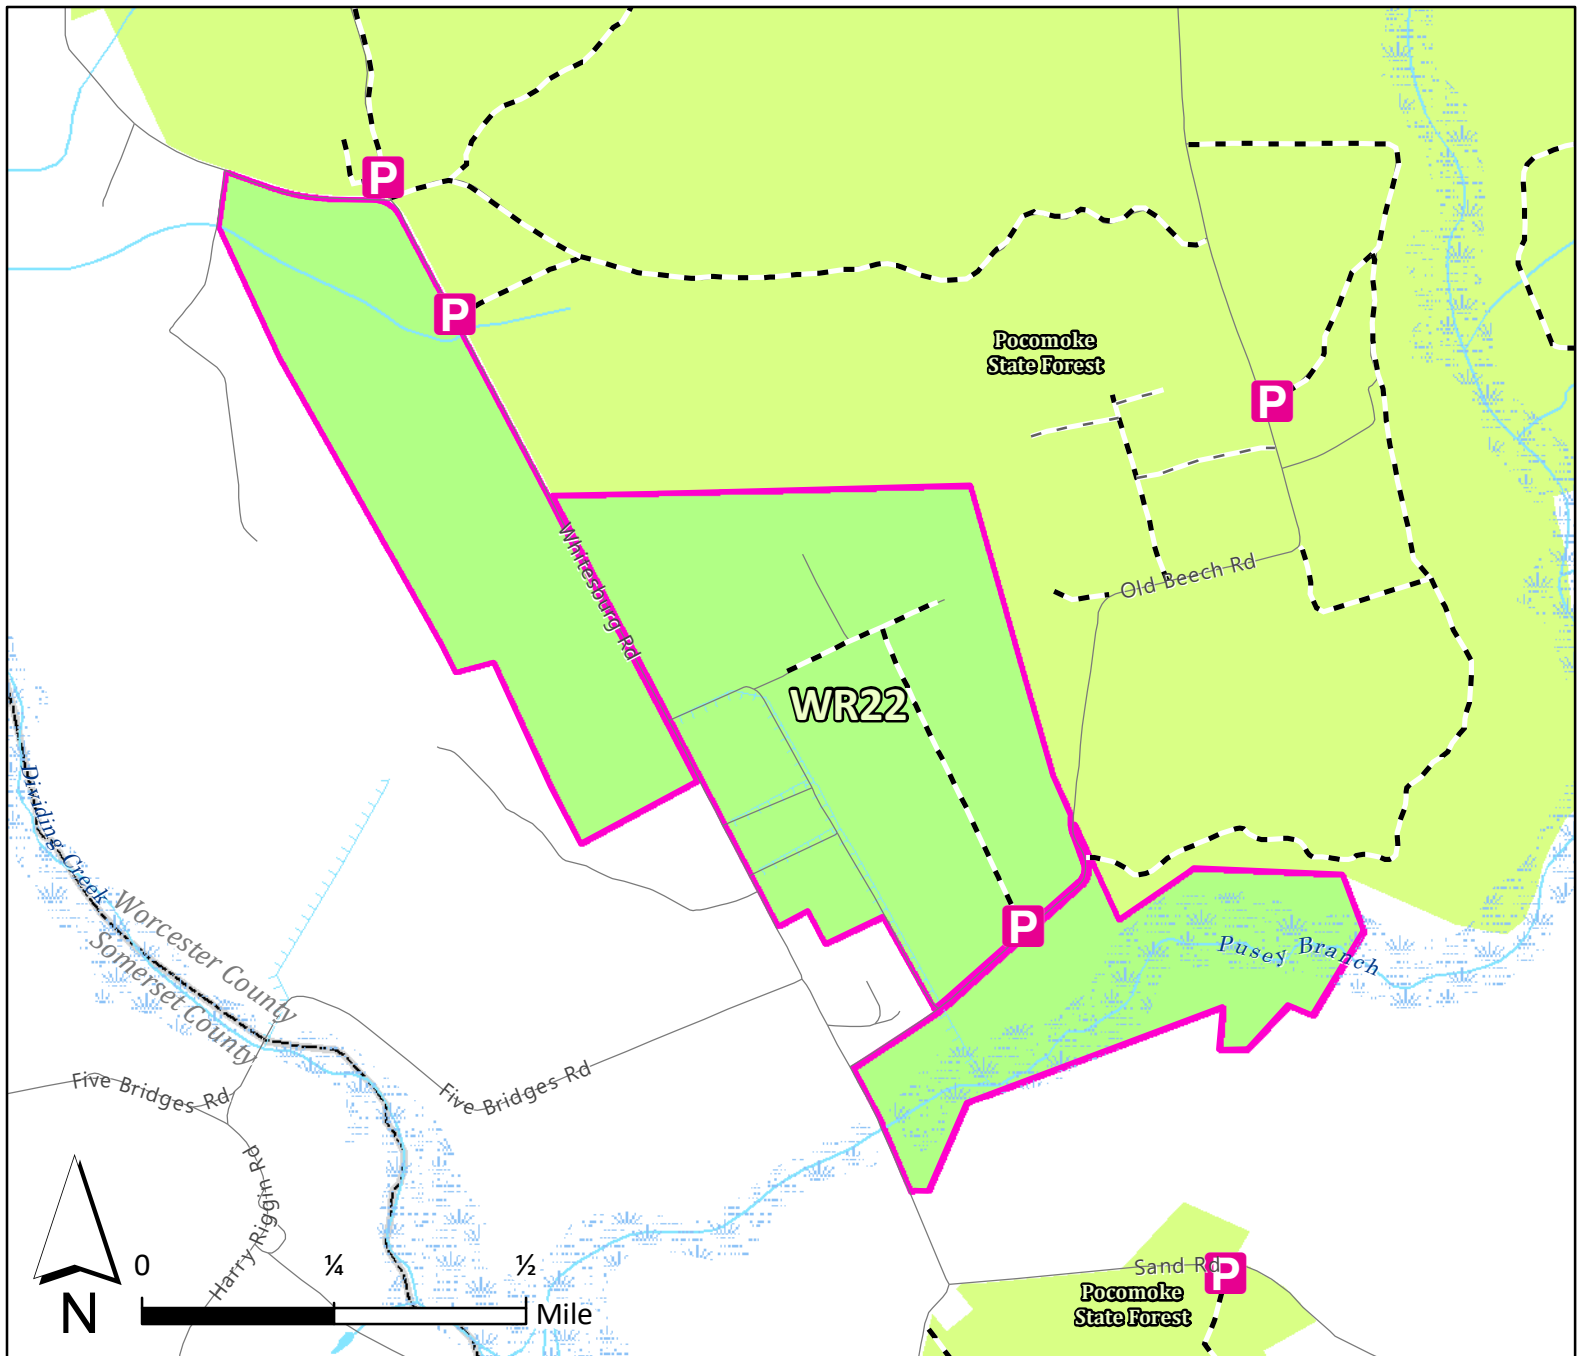 P
P
Pocomoke
State Forest
P
Whitesburg Rd
Old Beech Rd
WR22
Dividing Creek
Worcester County
Somerset County
P
Pusey Branch
Five Bridges Rd
Five Bridges Rd
Harry Riggin Rd
0 ¼ ½
Mile
N
Sand Rd
P
Pocomoke
State Forest